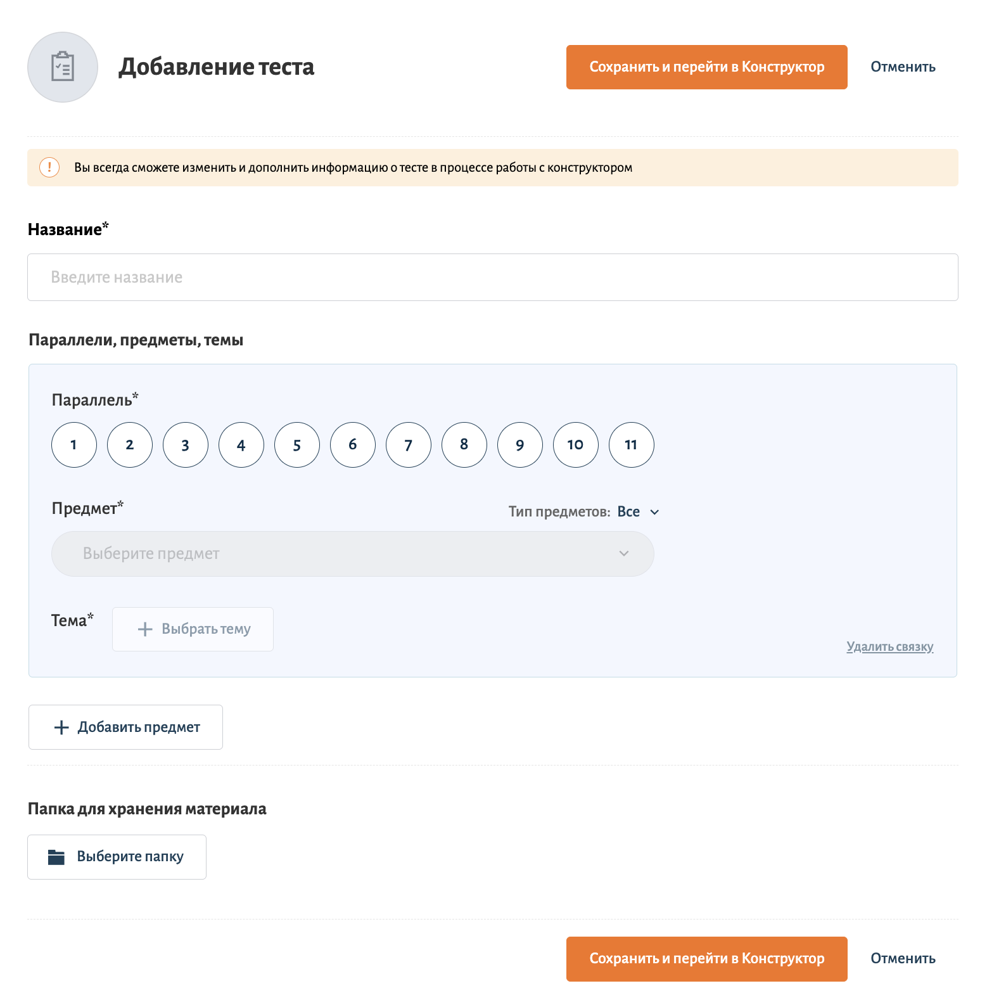 Добавление теста
Сохранить и перейти в Конструктор
Отменить
! Вы всегда сможете изменить и дополнить информацию о тесте в процессе работы с конструктором
Название*
Введите название
Параллели, предметы, темы
Параллель*
1 2 3 4 5 6 7 8 9 10 11
Предмет*
Тип предметов: Все
Выберите предмет
Тема*
Выбрать тему
Удалить связку
Добавить предмет
Папка для хранения материала
Выберите папку
Сохранить и перейти в Конструктор
Отменить